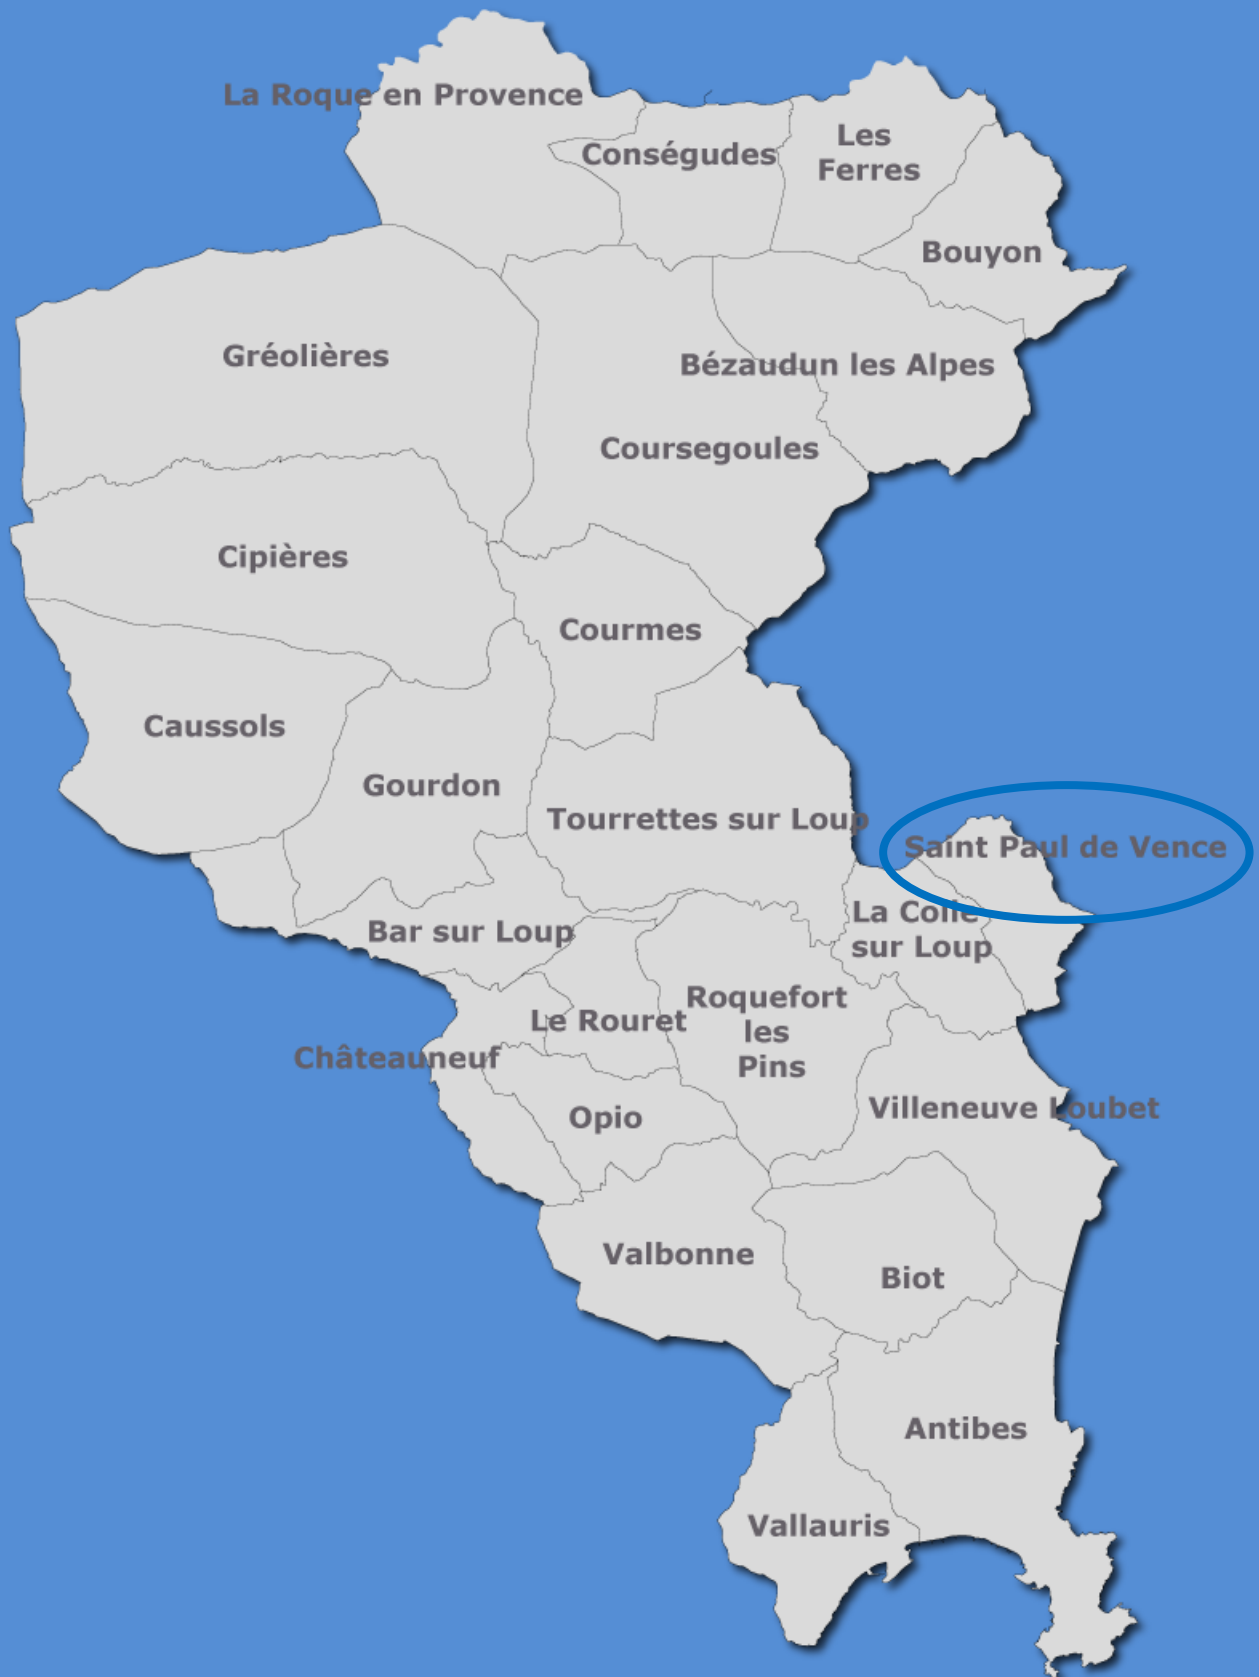 La Roque en Provence
Conségudes
Les
Ferres
Bouyon
Gréolières
Bézaudun les Alpes
Coursegoules
Cipières
Courmes
Caussols
Gourdon
Tourrettes sur Loup
Saint Paul de Vence
La Colle
sur Loup
Bar sur Loup
Roquefort
les
Pins
Le Rouret
Châteauneuf
Opio
Villeneuve Loubet
Valbonne
Biot
Antibes
Vallauris